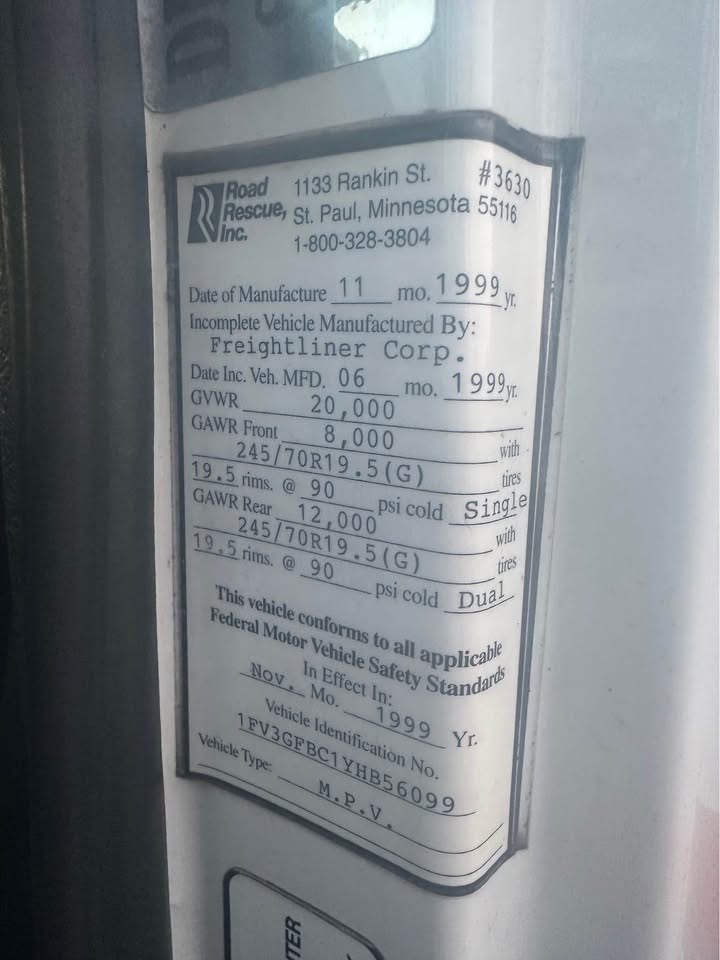 Road Rescue, Inc.
1133 Rankin St. #3630
St. Paul, Minnesota 55116
1-800-328-3804
Date of Manufacture 11 mo. 1999 yr.
Incomplete Vehicle Manufactured By:
Freightliner Corp.
Date Inc. Veh. MFD. 06 mo. 1999 yr.
GVWR 20,000
GAWR Front 8,000 with
245/70R19.5(G) tires
19.5 rims. @ 90 psi cold Single
GAWR Rear 12,000 with
245/70R19.5(G) tires
19.5 rims. @ 90 psi cold Dual
This vehicle conforms to all applicable
Federal Motor Vehicle Safety Standards
In Effect In:
Nov. Mo. 1999 Yr.
Vehicle Identification No.
1FV3GFBC1YHB56099
Vehicle Type: M.P.V.